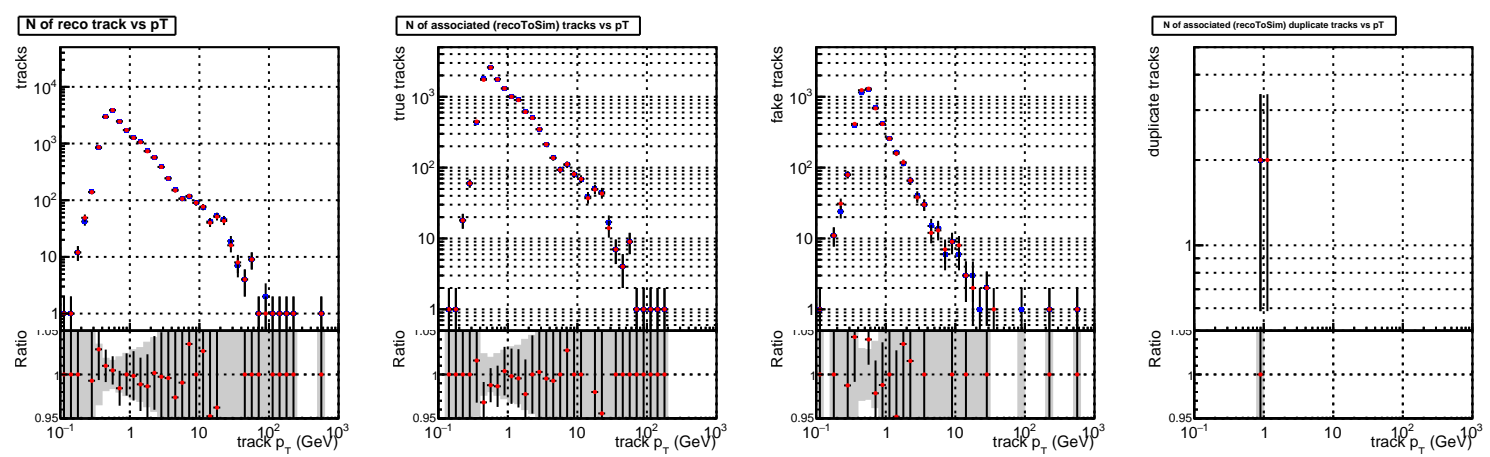 N of reco track vs pT
tracks
10^4
10^3
10^2
10
1
Ratio
1.05
1
0.95
10^-1 1 10 10^2 10^3
track p_T (GeV)
N of associated (recoToSim) tracks vs pT
true tracks
10^3
10^2
10
1
Ratio
1.05
1
0.95
10^-1 1 10 10^2 10^3
track p_T (GeV)
fake tracks
10^3
10^2
10
1
Ratio
1.05
1
0.95
10^-1 1 10 10^2 10^3
track p_T (GeV)
N of associated (recoToSim) duplicate tracks vs pT
duplicate tracks
1
Ratio
1.05
1
0.95
10^-1 1 10 10^2 10^3
track p_T (GeV)